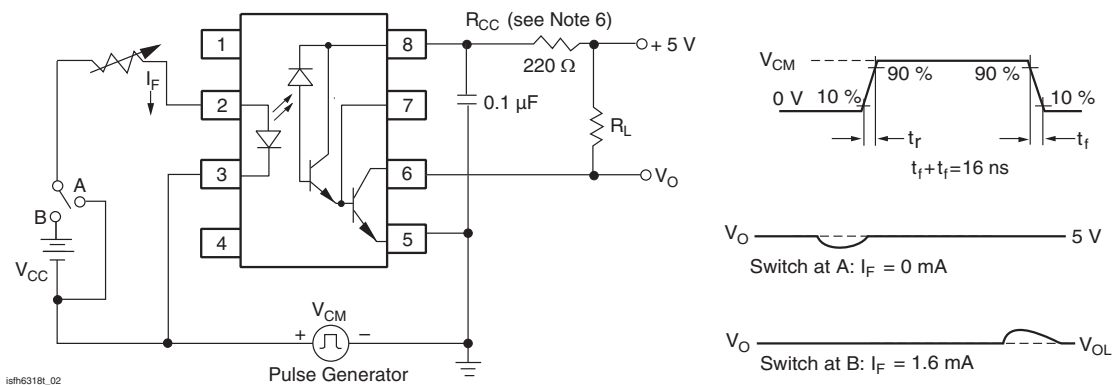 R_CC (see Note 6)
220 Ω
+ 5 V
I_F
1
2
3
4
8
7
6
5
0.1 µF
R_L
V_O
A
B
V_CC
V_CM
+
–
Pulse Generator
isfh6318t_02
V_CM
90 %
90 %
0 V
10 %
10 %
t_r
t_f
t_f+t_f=16 ns
V_O
5 V
Switch at A: I_F = 0 mA
V_O
V_OL
Switch at B: I_F = 1.6 mA